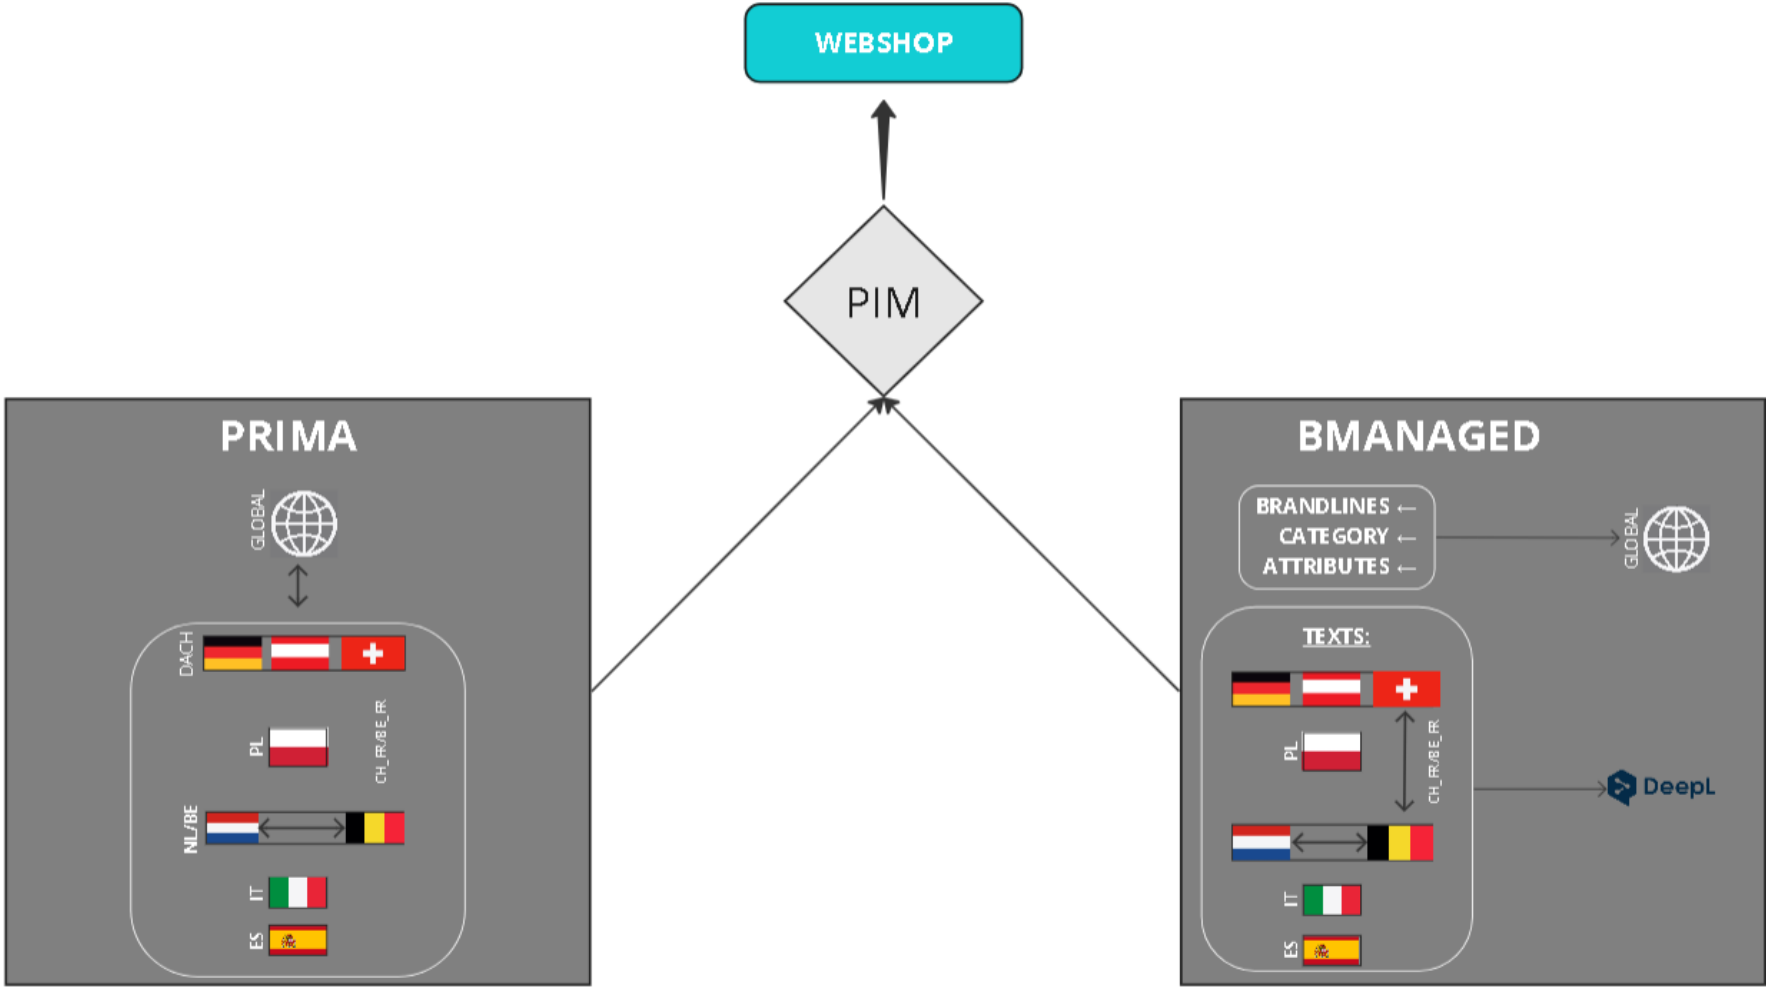 WEBSHOP
PIM
PRIMA
GLOBAL
DACH
PL
CH_FR/BE_FR
NL/BE
IT
ES
BMANAGED
BRANDLINES ←
CATEGORY ←
ATTRIBUTES ←
GLOBAL
TEXTS:
PL
CH_FR/BE_FR
IT
ES
DeepL